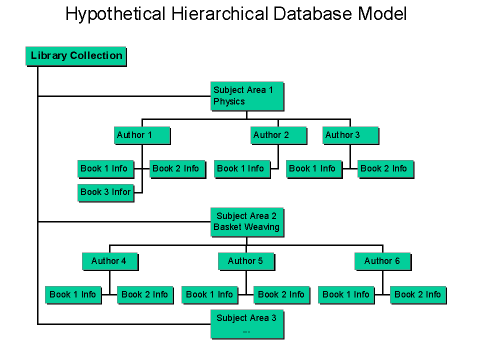 Hypothetical Hierarchical Database Model
Library Collection
Subject Area 1
Physics
Author 1
Author 2
Author 3
Book 1 Info
Book 2 Info
Book 1 Info
Book 1 Info
Book 2 Info
Book 3 Infor
Subject Area 2
Basket Weaving
Author 4
Author 5
Author 6
Book 1 Info
Book 2 Info
Book 1 Info
Book 2 Info
Book 1 Info
Book 2 Info
Subject Area 3
...